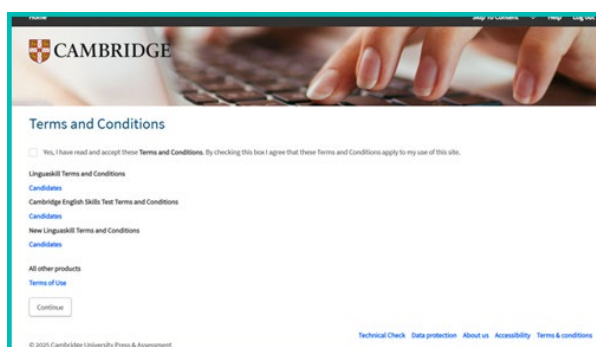 Home Skip To Content Help Log out
CAMBRIDGE
Terms and Conditions
Yes, I have read and accept these Terms and Conditions. By checking this box I agree that these Terms and Conditions apply to my use of this site.
Linguaskill Terms and Conditions
Candidates
Cambridge English Skills Test Terms and Conditions
Candidates
New Linguaskill Terms and Conditions
Candidates
All other products
Terms of Use
Continue
Technical Check Data protection About us Accessibility Terms & conditions
© 2025 Cambridge University Press & Assessment